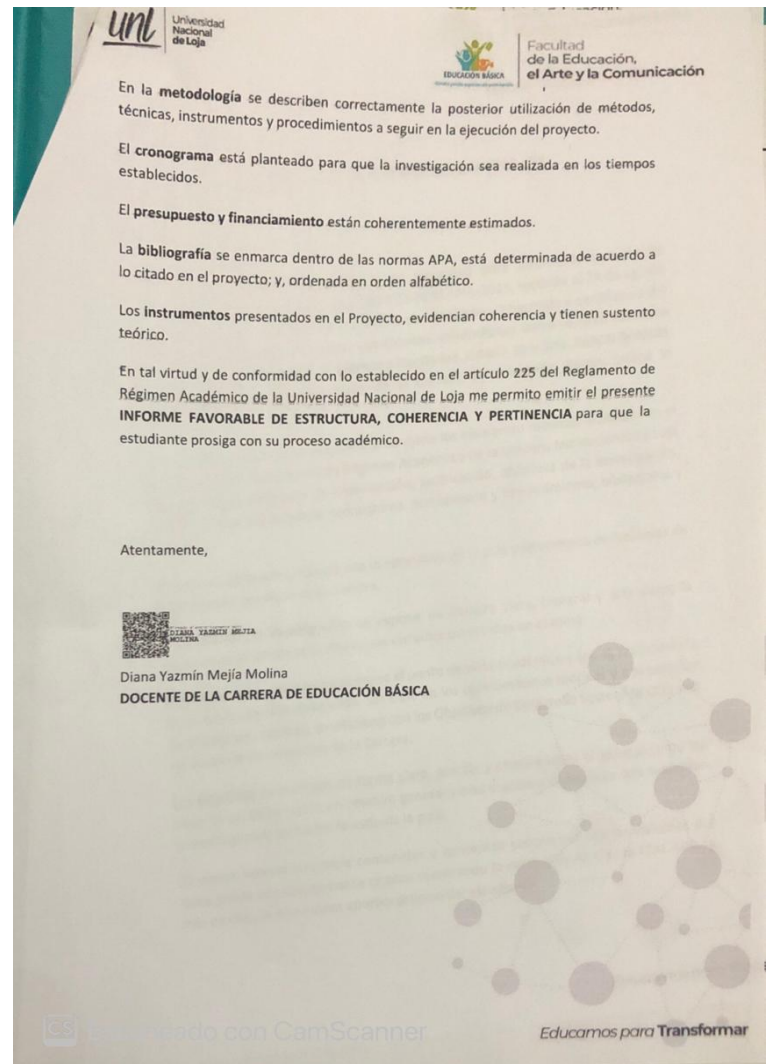 unl
Universidad
Nacional
de Loja
EDUCACIÓN BÁSICA
Facultad
de la Educación,
el Arte y la Comunicación
En la metodología se describen correctamente la posterior utilización de métodos,
técnicas, instrumentos y procedimientos a seguir en la ejecución del proyecto.
El cronograma está planteado para que la investigación sea realizada en los tiempos
establecidos.
El presupuesto y financiamiento están coherentemente estimados.
La bibliografía se enmarca dentro de las normas APA, está determinada de acuerdo a
lo citado en el proyecto; y, ordenada en orden alfabético.
Los instrumentos presentados en el Proyecto, evidencian coherencia y tienen sustento
teórico.
En tal virtud y de conformidad con lo establecido en el artículo 225 del Reglamento de
Régimen Académico de la Universidad Nacional de Loja me permito emitir el presente
INFORME FAVORABLE DE ESTRUCTURA, COHERENCIA Y PERTINENCIA para que la
estudiante prosiga con su proceso académico.
Atentamente,
DIANA YAZMIN MEJIA
MOLINA
Diana Yazmín Mejía Molina
DOCENTE DE LA CARRERA DE EDUCACIÓN BÁSICA
CS Escaneado con CamScanner
Educamos para Transformar